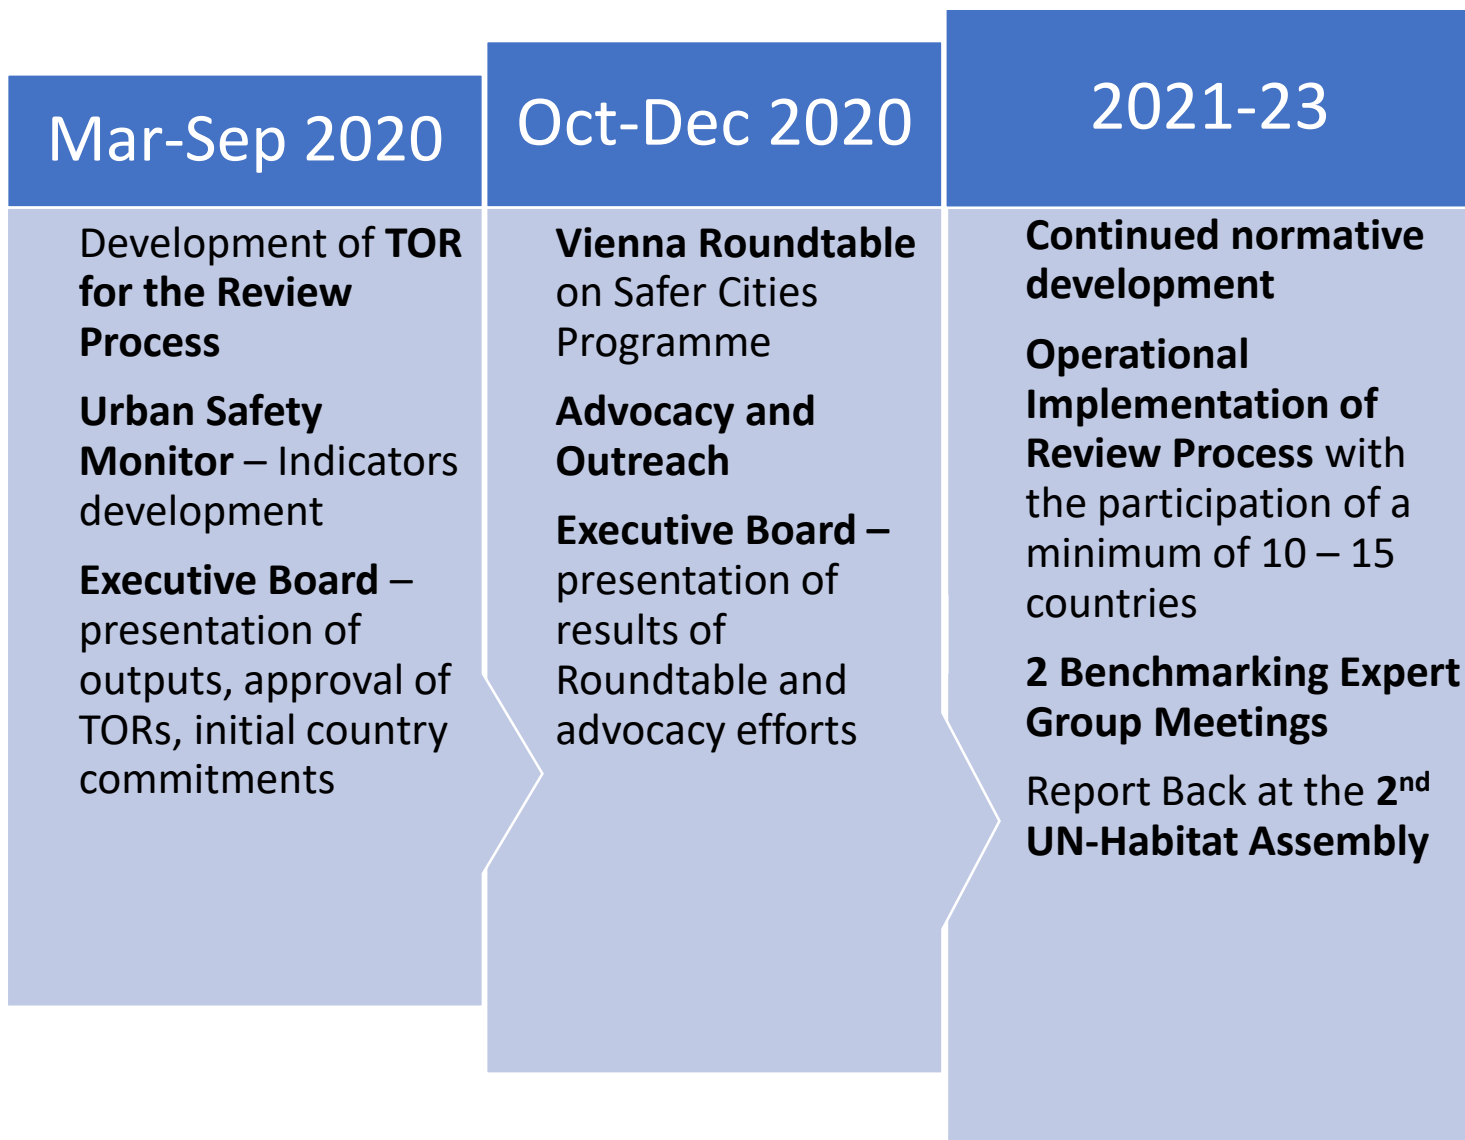 Mar-Sep 2020
Development of TOR
for the Review
Process
Urban Safety
Monitor – Indicators
development
Executive Board –
presentation of
outputs, approval of
TORs, initial country
commitments
Oct-Dec 2020
Vienna Roundtable
on Safer Cities
Programme
Advocacy and
Outreach
Executive Board –
presentation of
results of
Roundtable and
advocacy efforts
2021-23
Continued normative
development
Operational
Implementation of
Review Process with
the participation of a
minimum of 10 – 15
countries
2 Benchmarking Expert
Group Meetings
Report Back at the 2nd
UN-Habitat Assembly